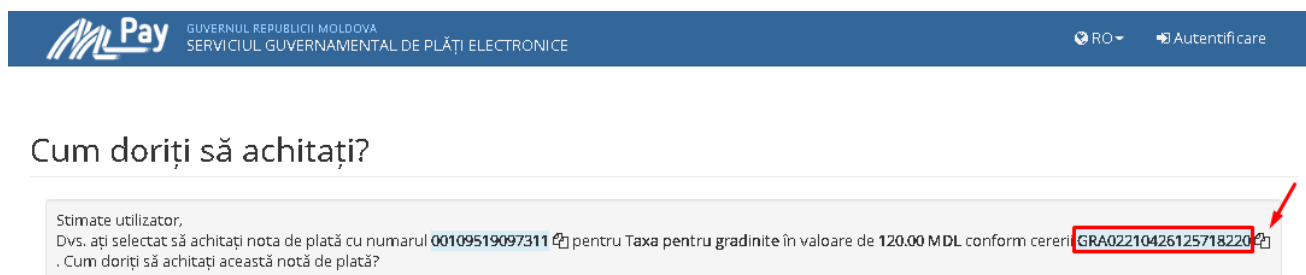 Pay
GUVERNUL REPUBLICII MOLDOVA
SERVICIUL GUVERNAMENTAL DE PLĂȚI ELECTRONICE
RO
Autentificare
Cum doriți să achitați?
Stimate utilizator,
Dvs. ați selectat să achitați nota de plată cu numarul 00109519097311 pentru Taxa pentru gradinite în valoare de 120.00 MDL conform cererii GRA02210426125718220
. Cum doriți să achitați această notă de plată?